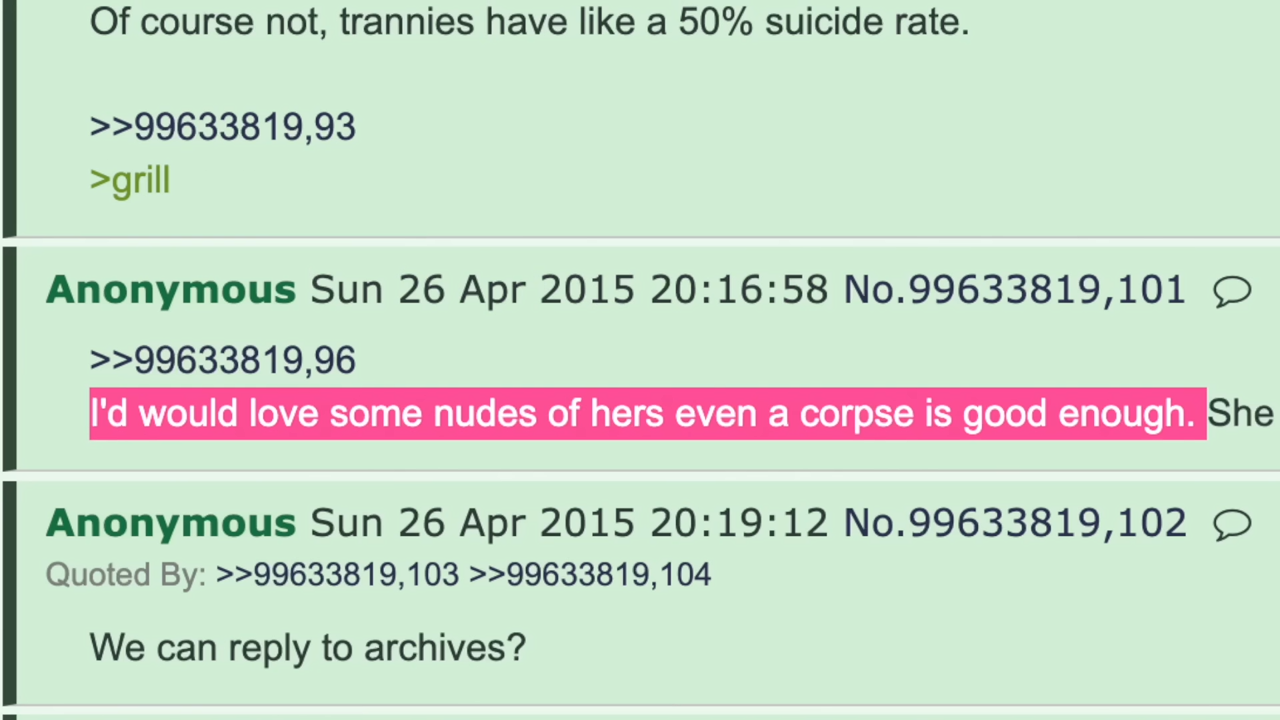 Of course not, trannies have like a 50% suicide rate.
>>99633819,93
>grill
Anonymous Sun 26 Apr 2015 20:16:58 No.99633819,101
>>99633819,96
I'd would love some nudes of hers even a corpse is good enough. She
Anonymous Sun 26 Apr 2015 20:19:12 No.99633819,102
Quoted By: >>99633819,103 >>99633819,104
We can reply to archives?